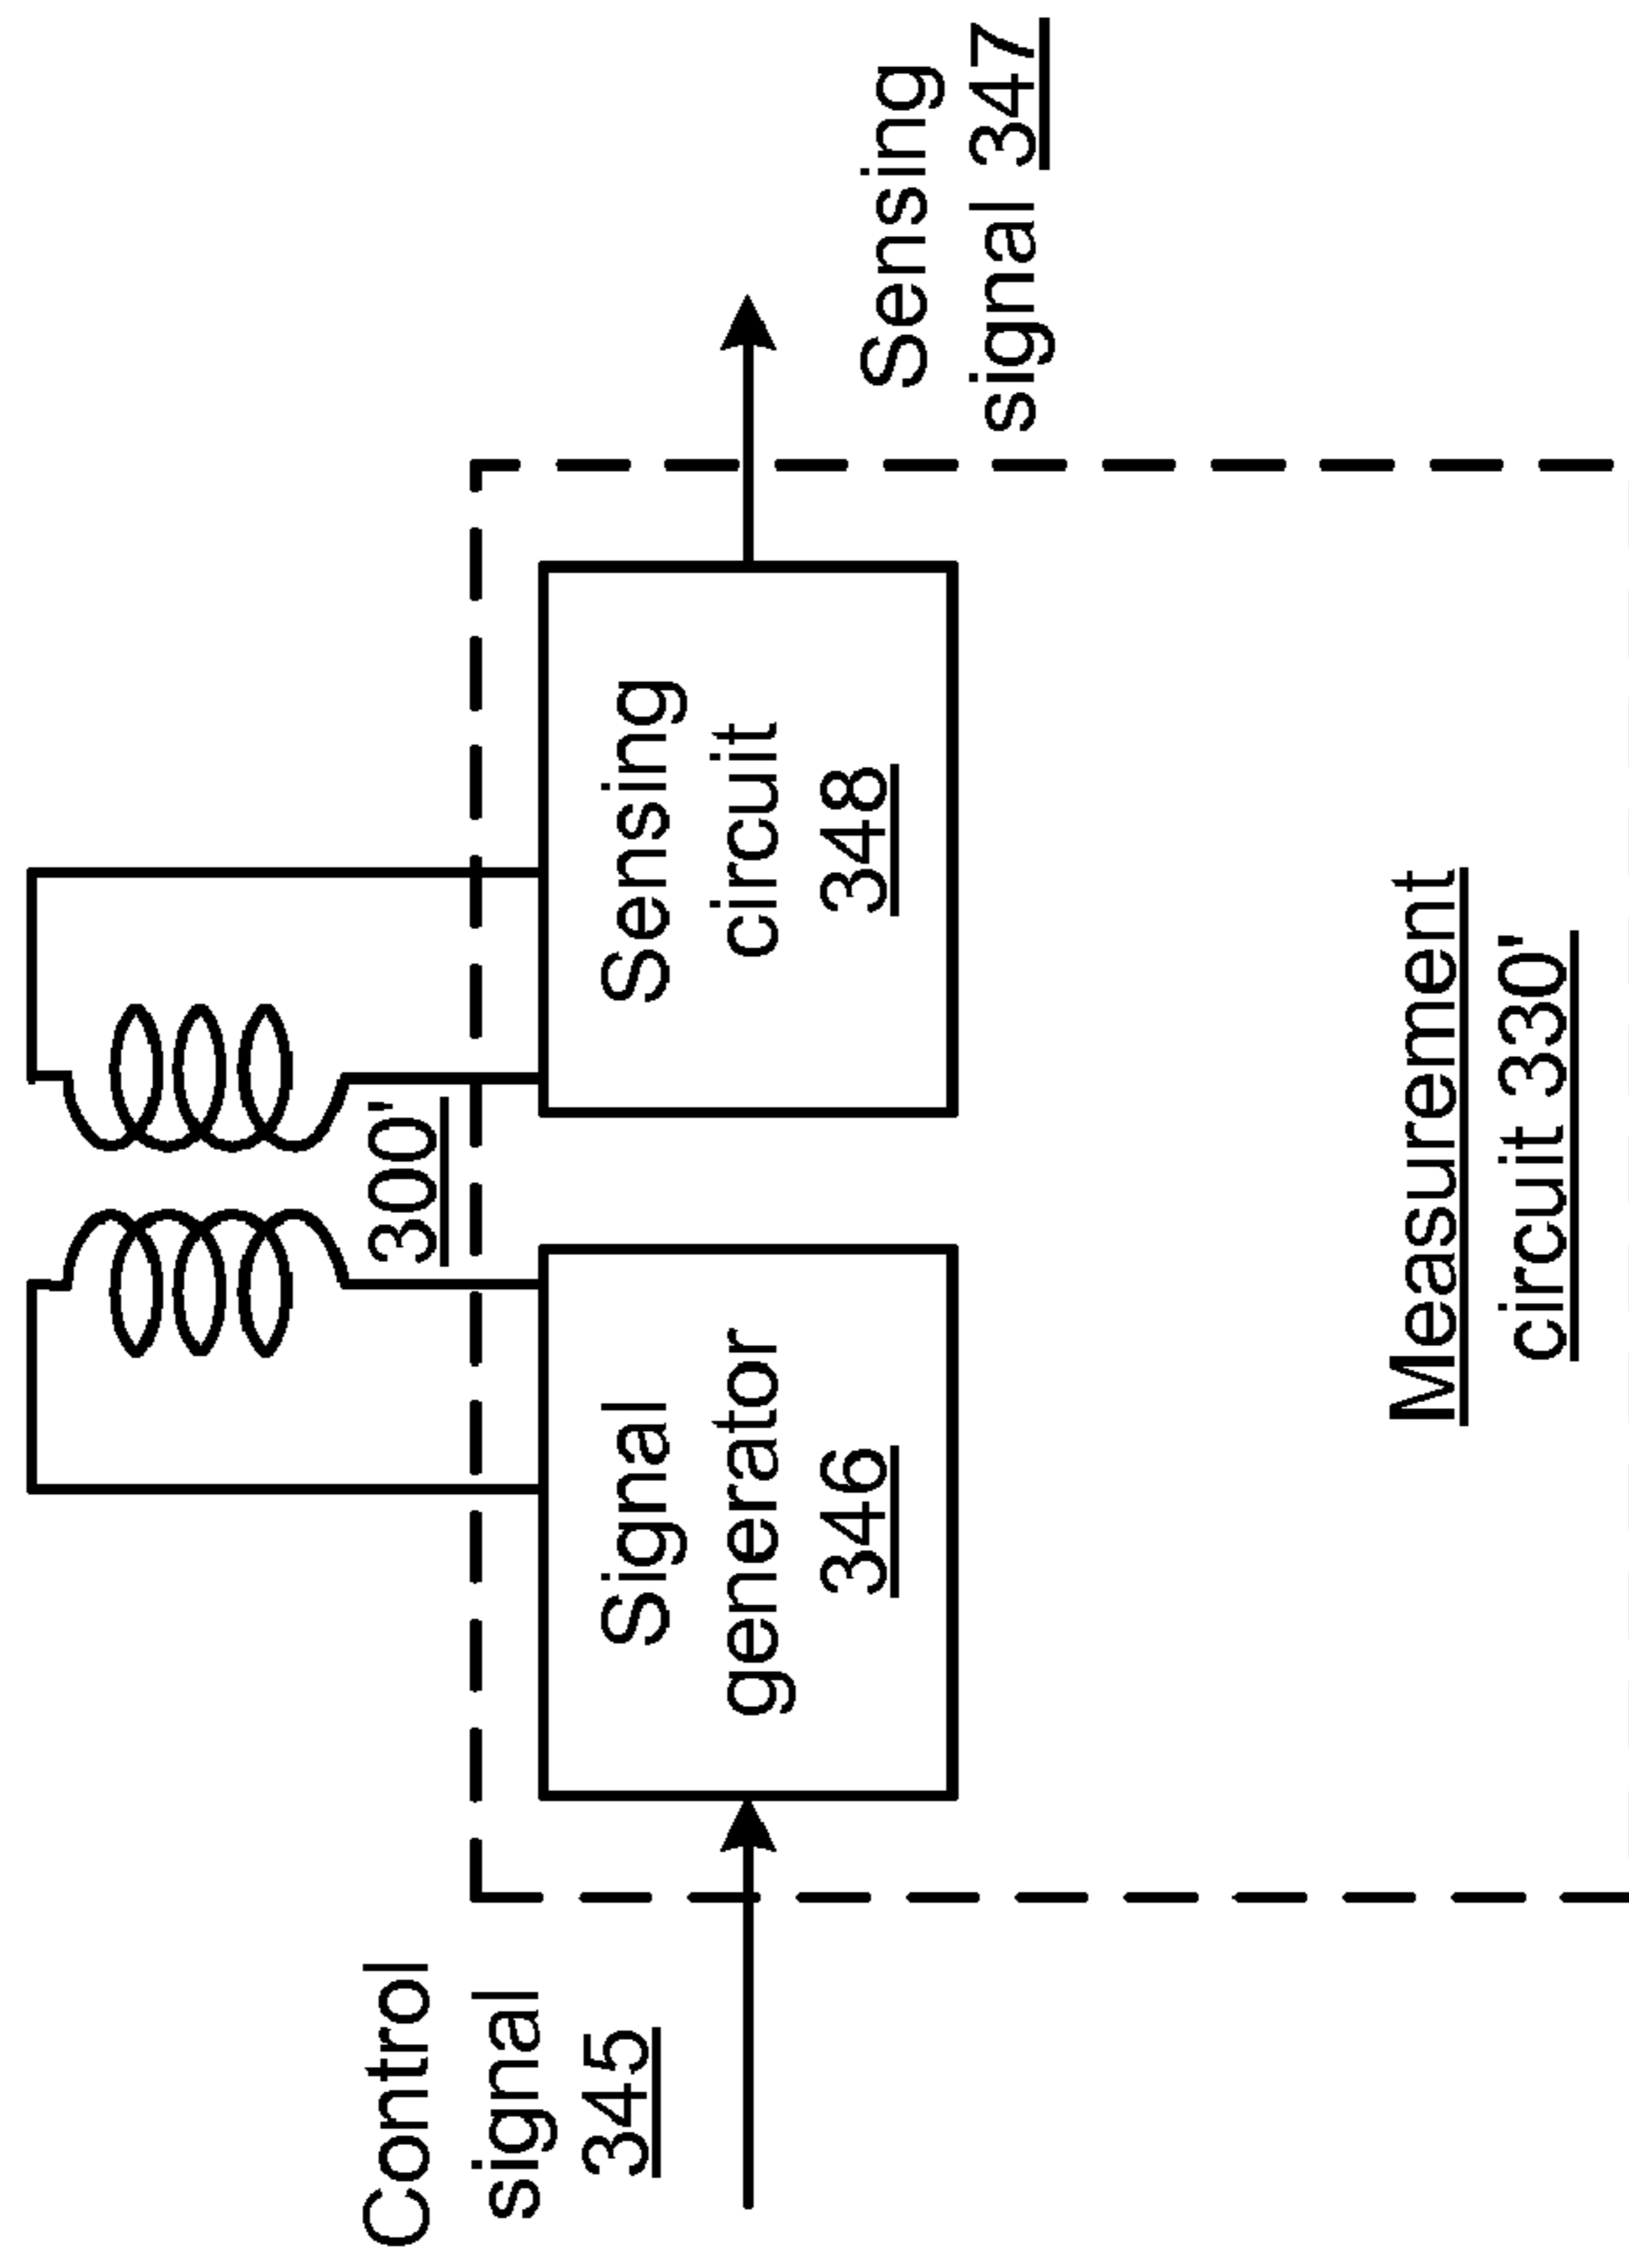 300'
Control
signal
345
Signal
generator
346
Sensing
circuit
348
Sensing
signal 347
Measurement
circuit 330'